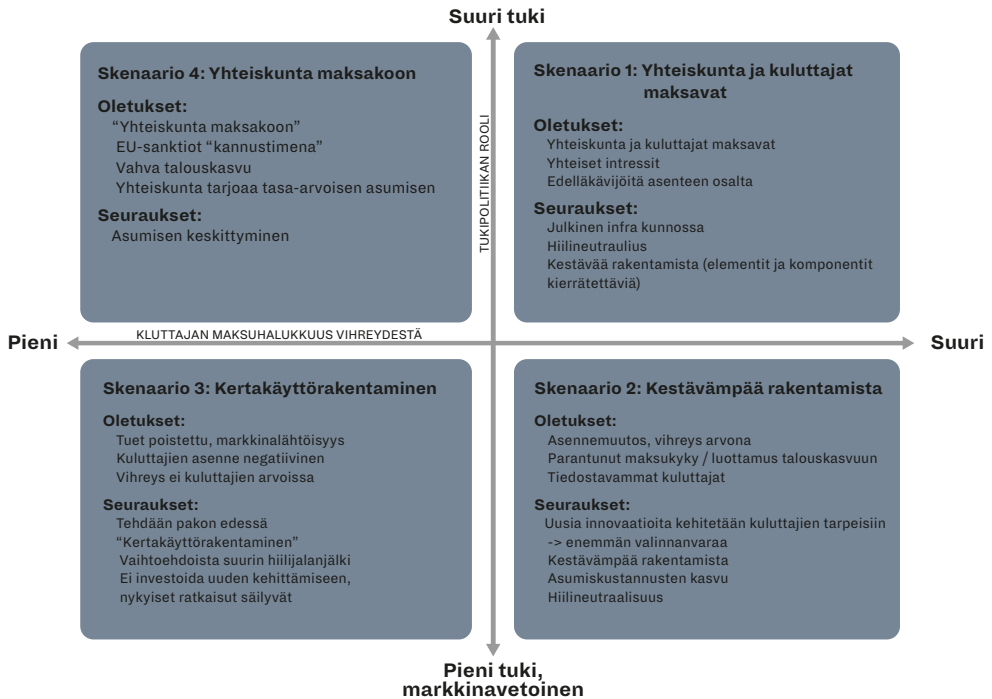 Suuri tuki
Skenaario 4: Yhteiskunta maksakoon
Oletukset:
“Yhteiskunta maksakoon”
EU-sanktiot “kannustimena”
Vahva talouskasvu
Yhteiskunta tarjoaa tasa-arvoisen asumisen
Seuraukset:
Asumisen keskittyminen
TUKIPOLITIIKAN ROOLI
Skenaario 1: Yhteiskunta ja kuluttajat
maksavat
Oletukset:
Yhteiskunta ja kuluttajat maksavat
Yhteiset intressit
Edelläkävijöitä asenteen osalta
Seuraukset:
Julkinen infra kunnossa
Hiilineutraulius
Kestävää rakentamista (elementit ja komponentit
kierrätettäviä)
Pieni
KLUTTAJAN MAKSUHALUKKUUS VIHREYDESTÄ
Suuri
Skenaario 3: Kertakäyttörakentaminen
Oletukset:
Tuet poistettu, markkinalähtöisyys
Kuluttajien asenne negatiivinen
Vihreys ei kuluttajien arvoissa
Seuraukset:
Tehdään pakon edessä
“Kertakäyttörakentaminen”
Vaihtoehdoista suurin hiilijalanjälki
Ei investoida uuden kehittämiseen,
nykyiset ratkaisut säilyvät
Skenaario 2: Kestävämpää rakentamista
Oletukset:
Asennemuutos, vihreys arvona
Parantunut maksukyky / luottamus talouskasvuun
Tiedostavammat kuluttajat
Seuraukset:
Uusia innovaatioita kehitetään kuluttajien tarpeisiin
-> enemmän valinnanvaraa
Kestävämpää rakentamista
Asumiskustannusten kasvu
Hiilineutraalisuus
Pieni tuki,
markkinavetoinen